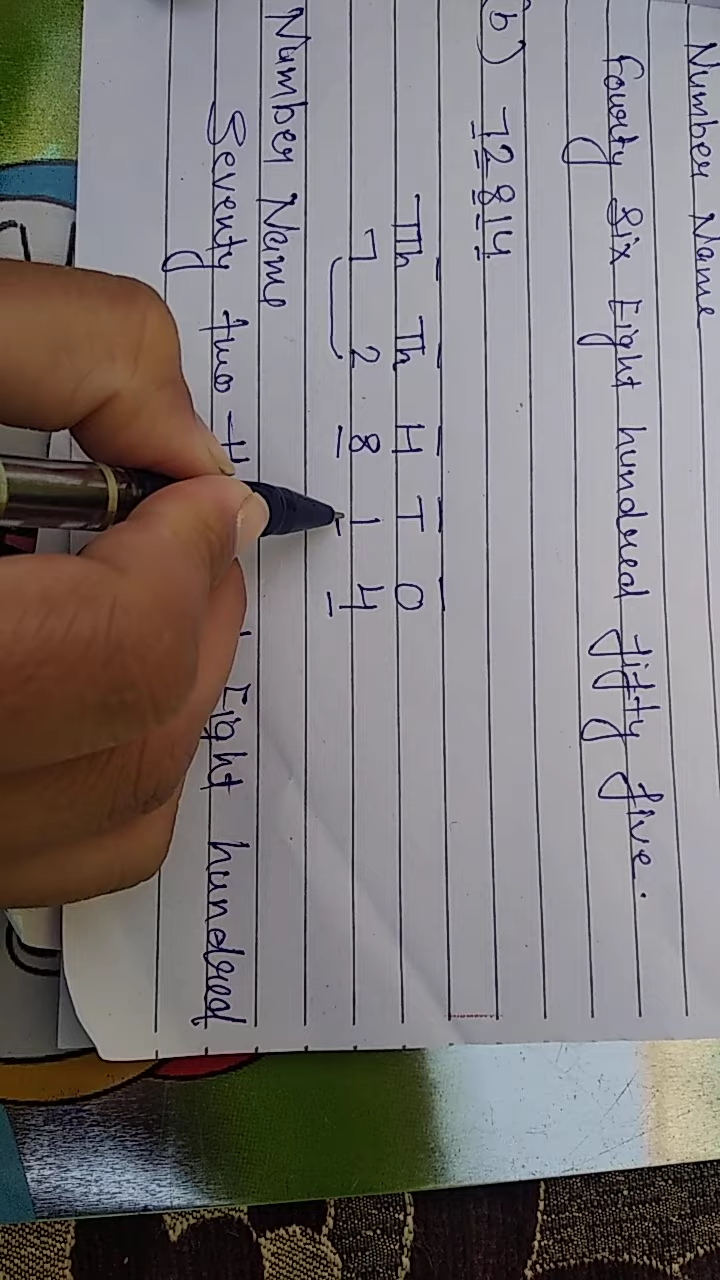 Number Name
Fourty Six Eight hundred fifty five.
(b) 72814
Th Th H T O
7 2 8 1 4
Number Name
Seventy two Eight hundred